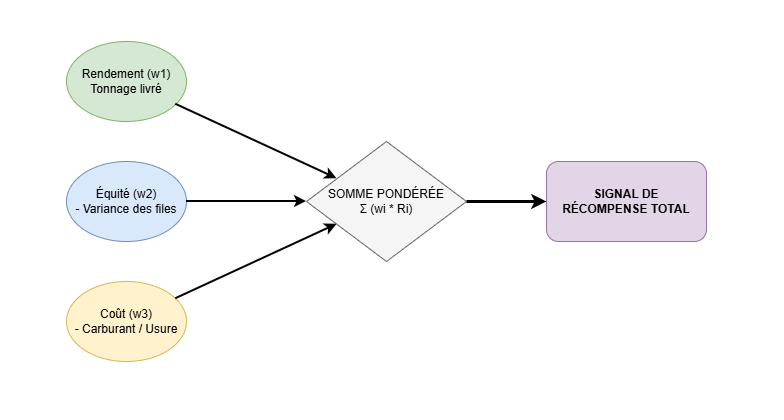 Rendement (w1)
Tonnage livré
Équité (w2)
- Variance des files
Coût (w3)
- Carburant / Usure
SOMME PONDÉRÉE
Σ (wi * Ri)
SIGNAL DE
RÉCOMPENSE TOTAL